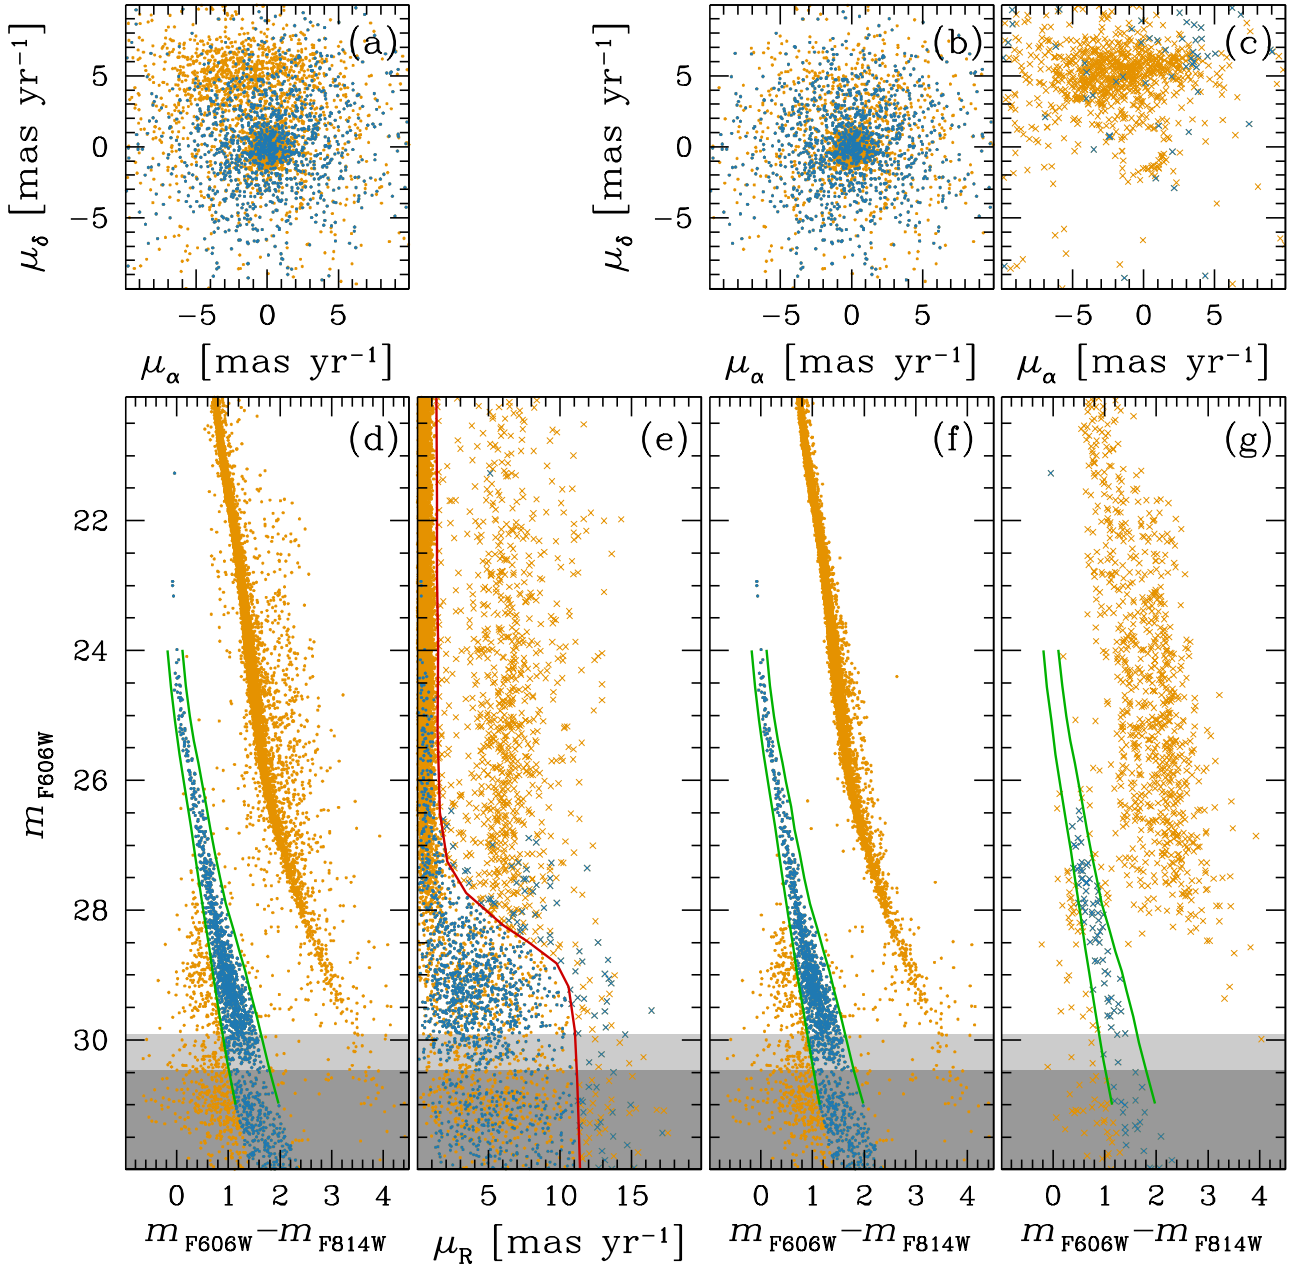 (a) (b) (c)
μδ [mas yr−1] μδ [mas yr−1]
5 5
0 0
−5 −5
−5 0 5 −5 0 5 −5 0 5
μα [mas yr−1] μα [mas yr−1] μα [mas yr−1]
(d) (e) (f) (g)
mF606W
22
24
26
28
30
0 1 2 3 4 5 10 15 0 1 2 3 4 0 1 2 3 4
mF606W−mF814W μR [mas yr−1] mF606W−mF814W mF606W−mF814W